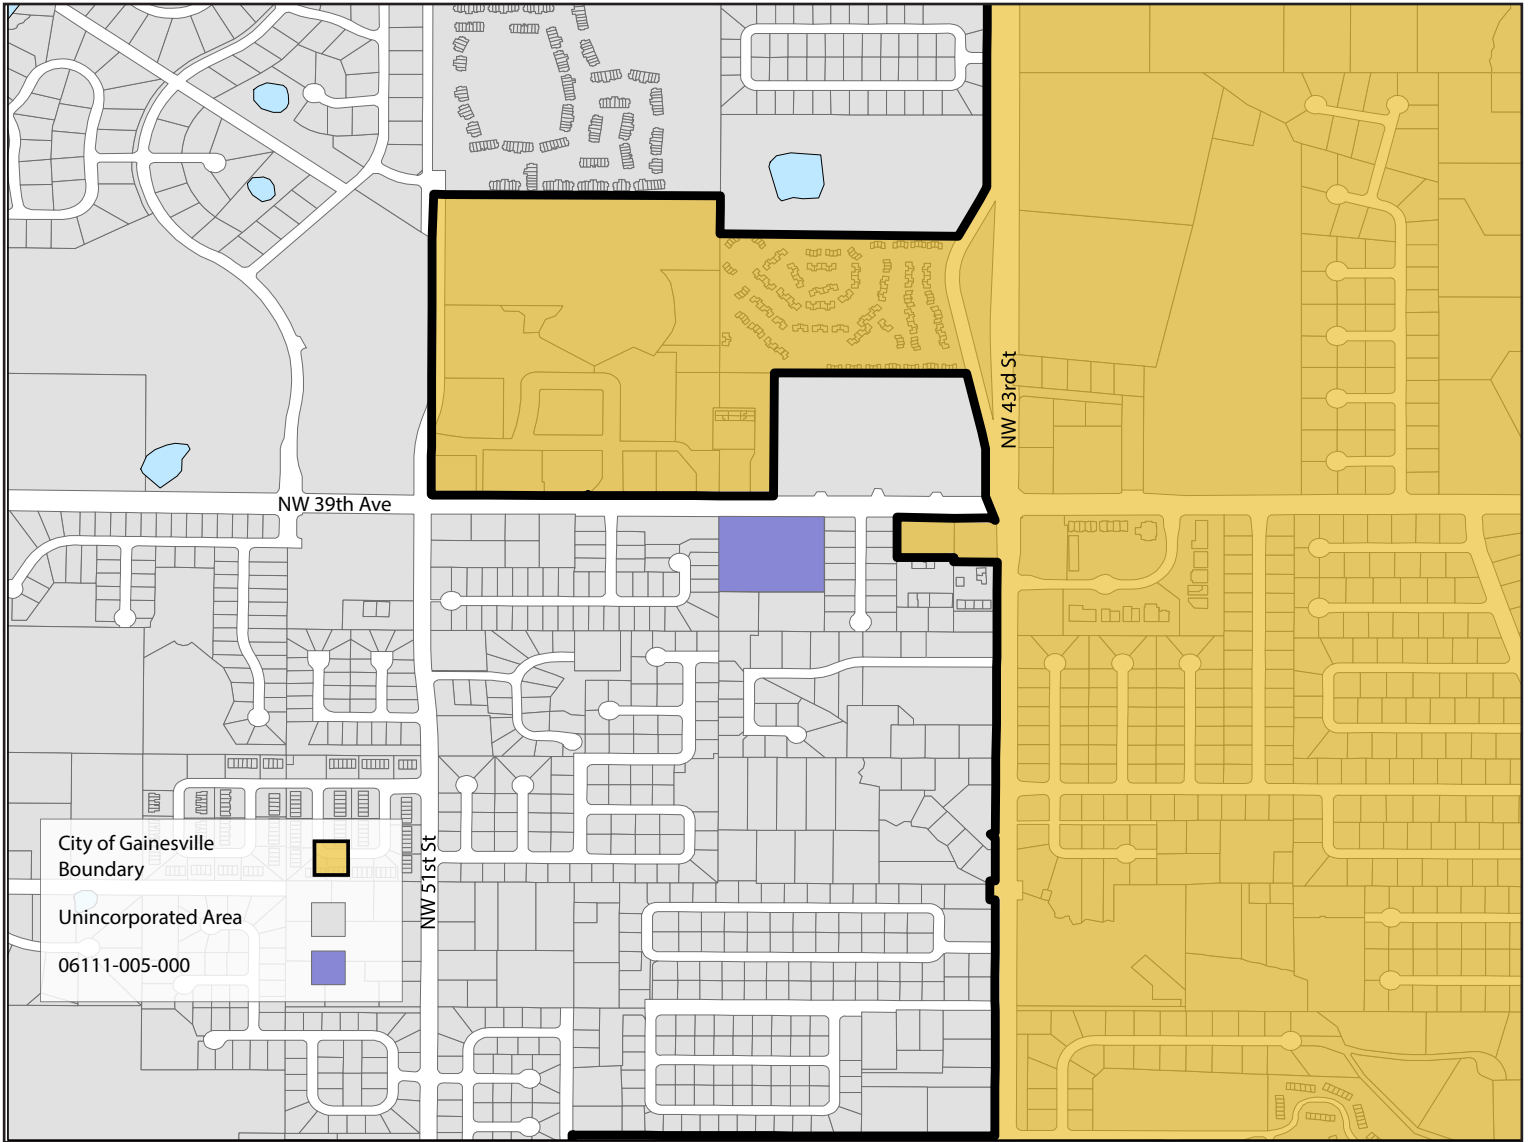 NW 43rd St
NW 39th Ave
City of Gainesville
Boundary
Unincorporated Area
06111-005-000
NW 51st St